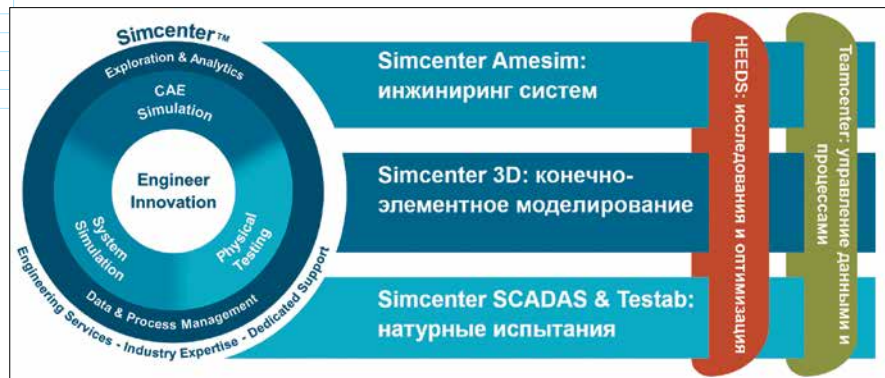 Simcenter™
Exploration & Analytics
CAE
Simulation
Engineer
Innovation
System
Simulation
Physical
Testing
Data & Process Management
Engineering Services - Industry Expertise - Dedicated Support
Simcenter Amesim:
инжиниринг систем
Simcenter 3D: конечно-
элементное моделирование
Simcenter SCADAS & Testab:
натурные испытания
HEEDS: исследования и оптимизация
Teamcenter: управление данными и
процессами